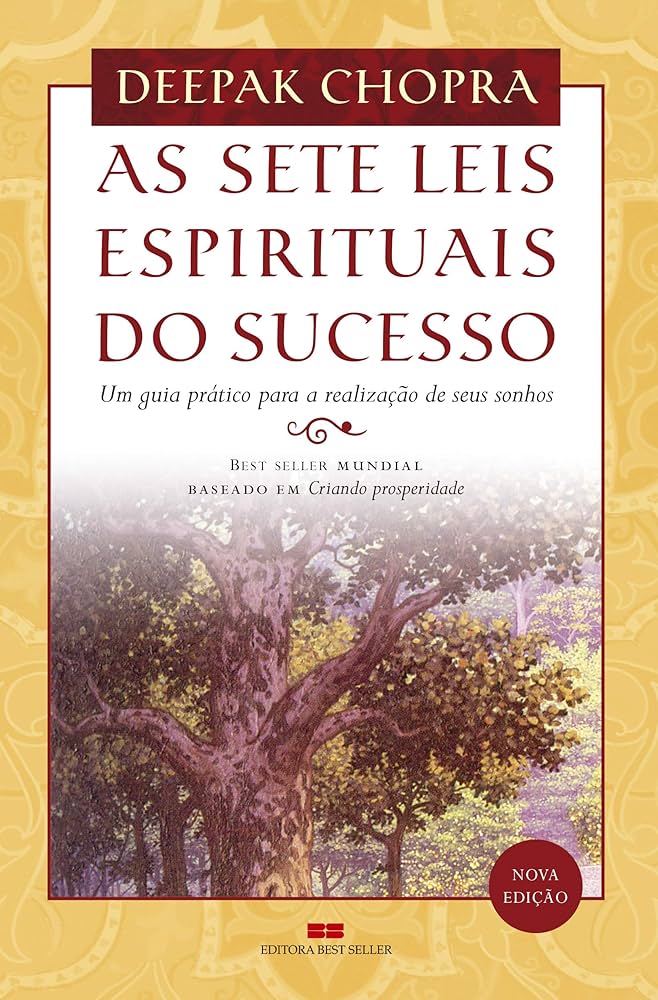 DEEPAK CHOPRA
AS SETE LEIS
ESPIRITUAIS
DO SUCESSO
Um guia prático para a realização de seus sonhos
BEST SELLER MUNDIAL
BASEADO EM Criando prosperidade
NOVA
EDIÇÃO
BS
EDITORA BEST SELLER